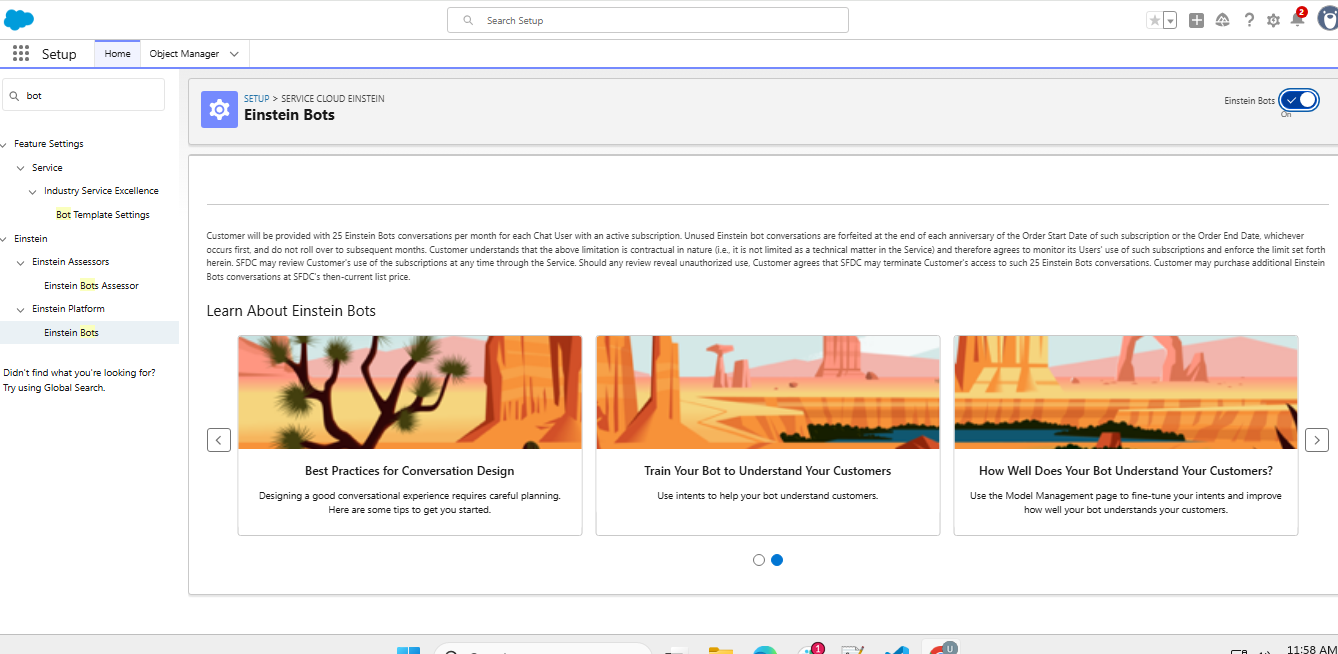 Search Setup
2
Setup
Home
Object Manager
bot
SETUP > SERVICE CLOUD EINSTEIN
Einstein Bots
Einstein Bots
On
Feature Settings
Service
Industry Service Excellence
Bot Template Settings
Einstein
Einstein Assessors
Einstein Bots Assessor
Einstein Platform
Einstein Bots
Didn't find what you're looking for?
Try using Global Search.
Customer will be provided with 25 Einstein Bots conversations per month for each Chat User with an active subscription. Unused Einstein bot conversations are forfeited at the end of each anniversary of the Order Start Date of such subscription or the Order End Date, whichever
occurs first, and do not roll over to subsequent months. Customer understands that the above limitation is contractual in nature (i.e., it is not limited as a technical matter in the Service) and therefore agrees to monitor its Users' use of such subscriptions and enforce the limit set forth
herein. SFDC may review Customer's use of the subscriptions at any time through the Service. Should any review reveal unauthorized use, Customer agrees that SFDC may terminate Customer's access to such 25 Einstein Bots conversations. Customer may purchase additional Einstein
Bots conversations at SFDC's then-current list price.
Learn About Einstein Bots
Best Practices for Conversation Design
Designing a good conversational experience requires careful planning.
Here are some tips to get you started.
Train Your Bot to Understand Your Customers
Use intents to help your bot understand customers.
How Well Does Your Bot Understand Your Customers?
Use the Model Management page to fine-tune your intents and improve
how well your bot understands your customers.
1
U
11:58 AM